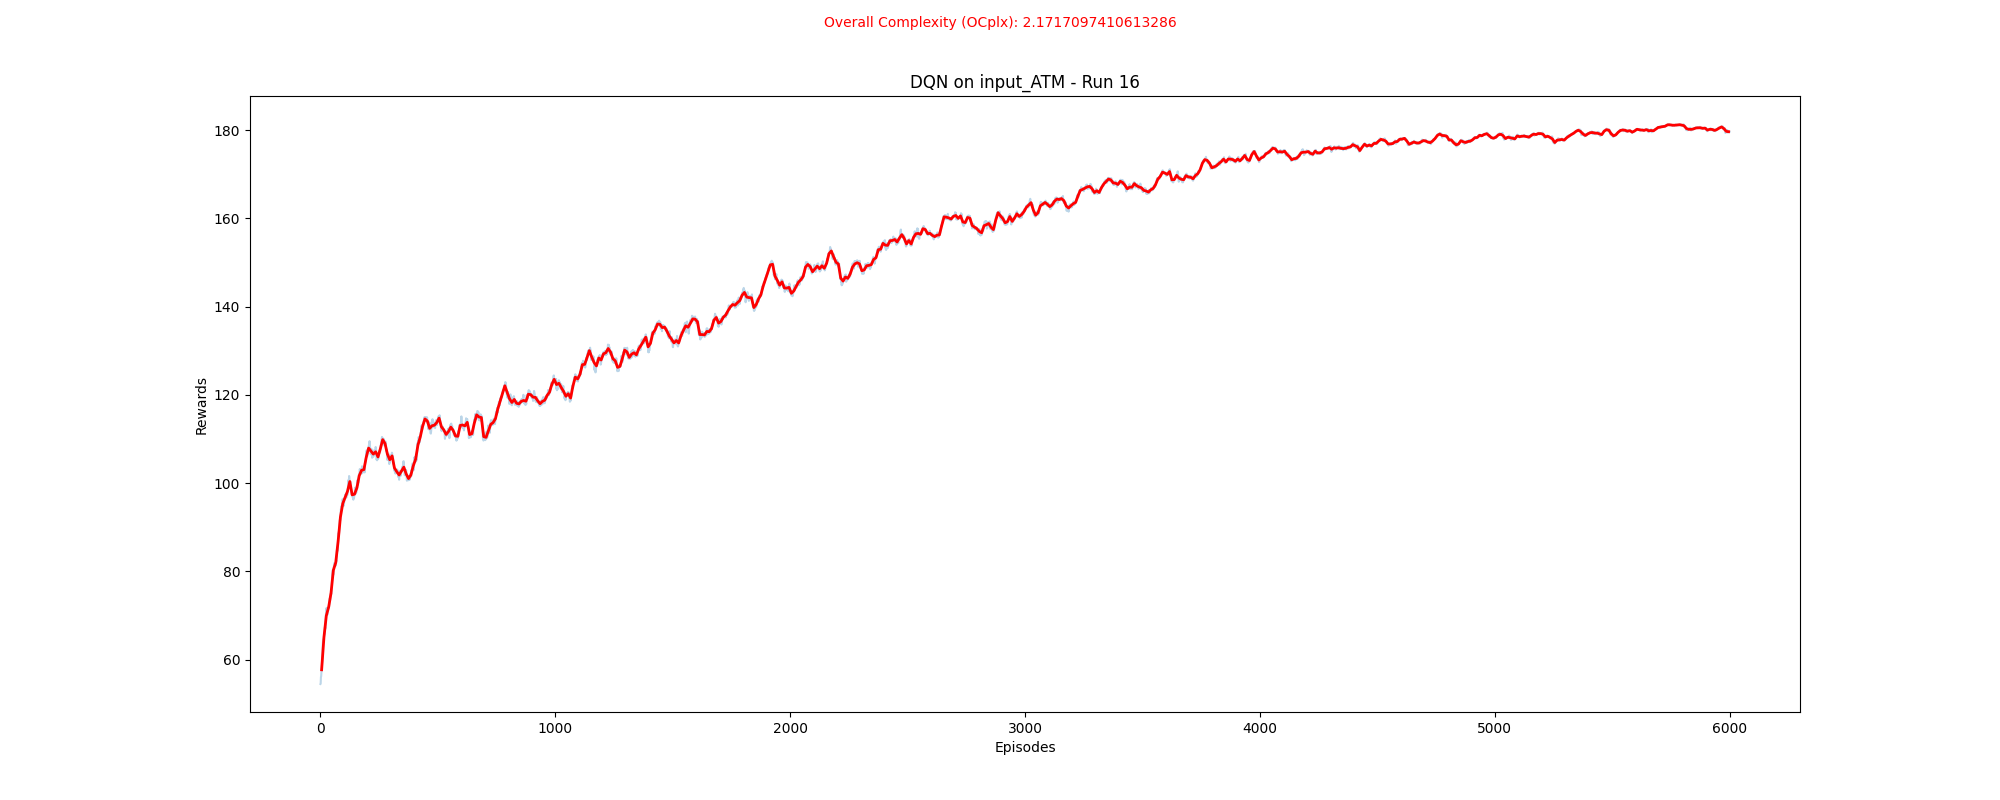 Overall Complexity (OCplx): 2.1717097410613286
DQN on input_ATM - Run 16
180
160
140
120
100
80
60
Rewards
0 1000 2000 3000 4000 5000 6000
Episodes